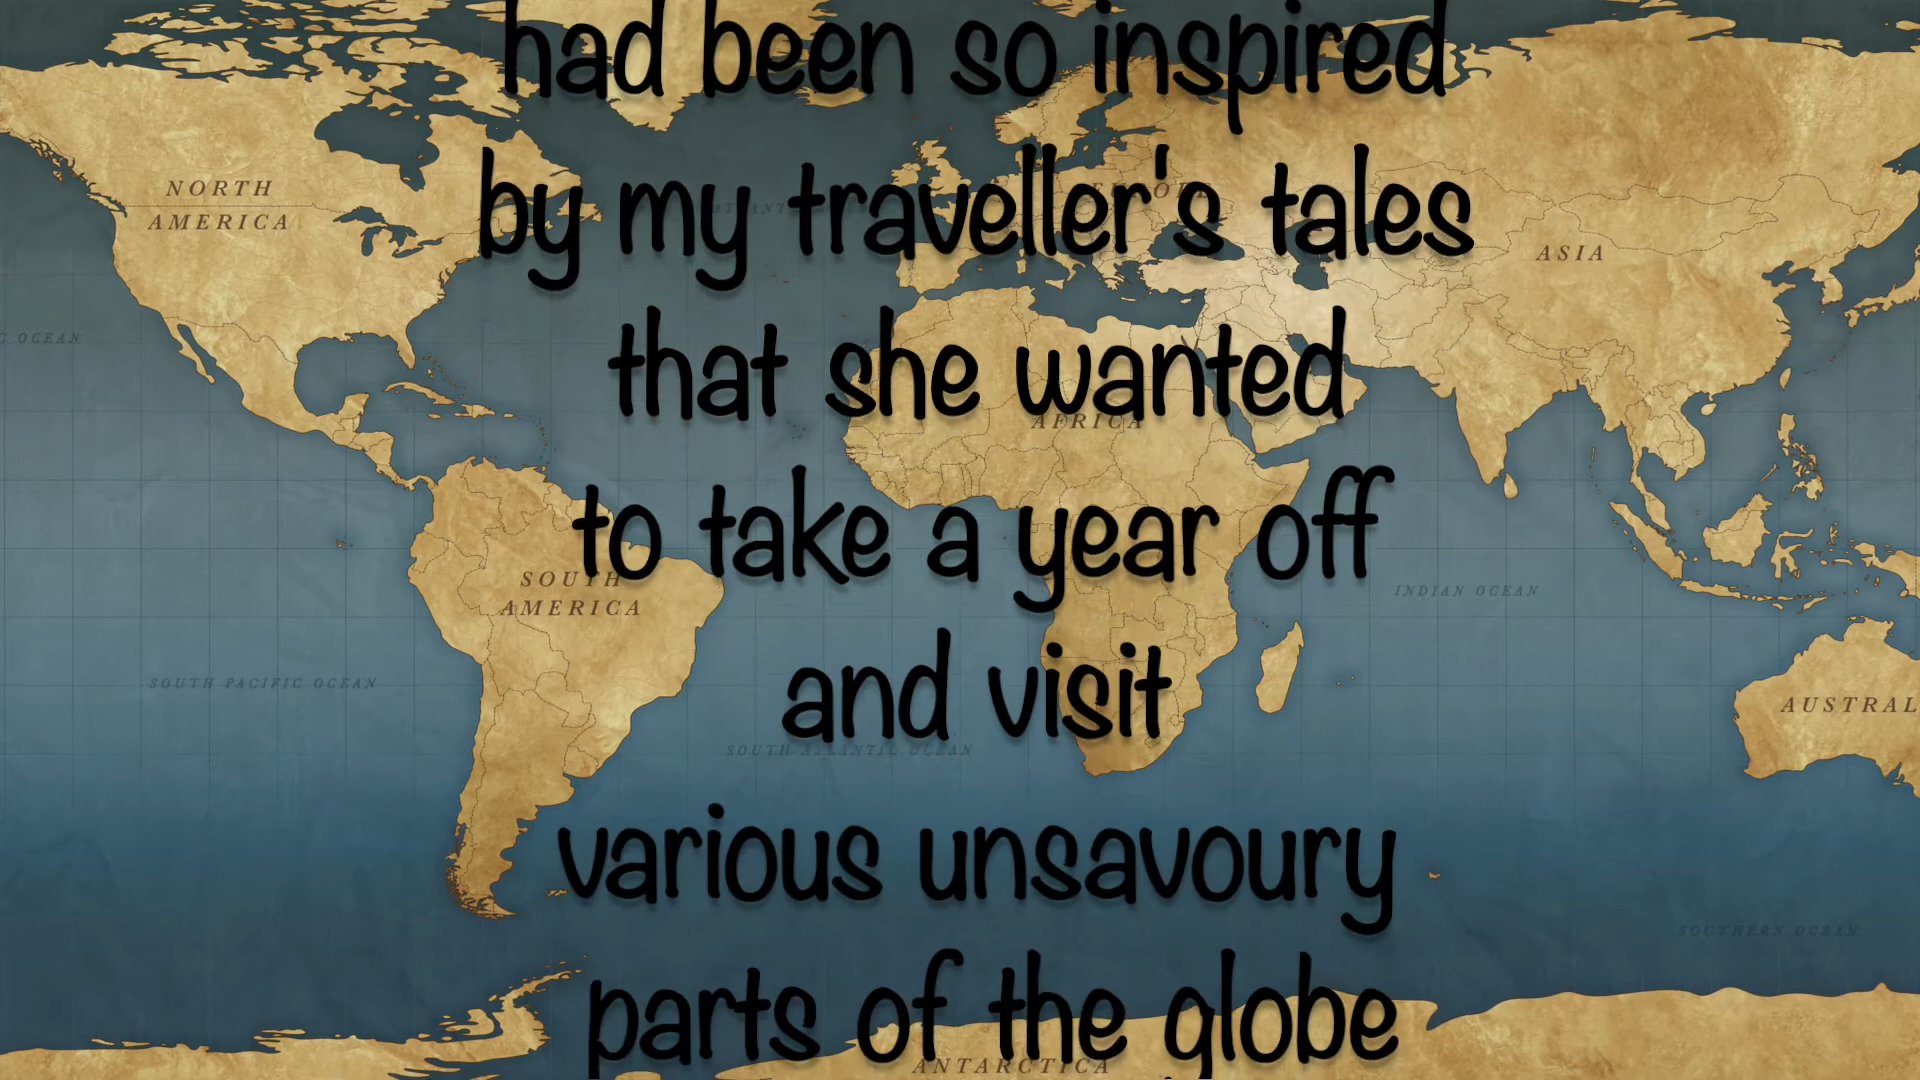 had been so inspired
by my traveller's tales
that she wanted
to take a year off
and visit
various unsavoury
parts of the globe
NORTH
AMERICA
ASIA
C OCEAN
AFRICA
SOUTH
AMERICA
INDIAN OCEAN
SOUTH PACIFIC OCEAN
AUSTRAL
SOUTH ATLANTIC OCEAN
SOUTHERN OCEAN
ANTARCTICA